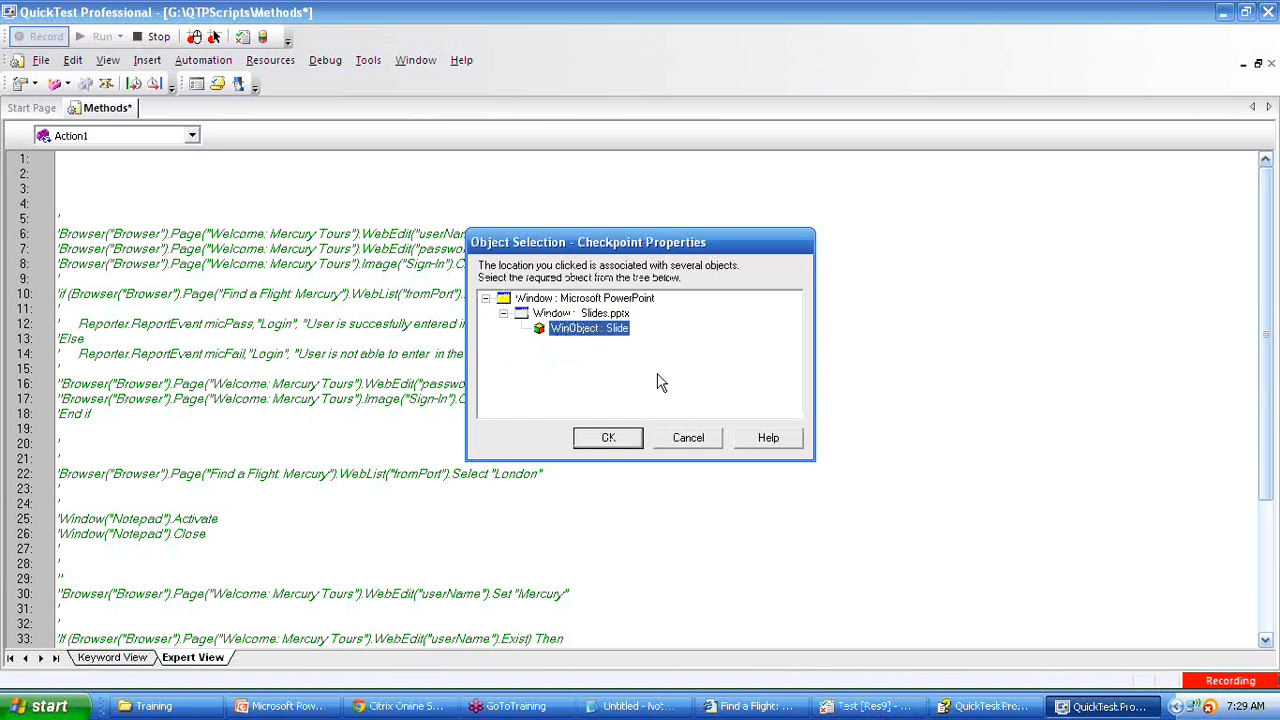 QuickTest Professional - [G:\QTPScripts\Methods*]
Record Run Stop
File Edit View Insert Automation Resources Debug Tools Window Help
Start Page Methods*
Action1
1:
2:
3:
4:
5: '
6: 'Browser("Browser").Page("Welcome: Mercury Tours").WebEdit("userNa
7: 'Browser("Browser").Page("Welcome: Mercury Tours").WebEdit("passwo
8: 'Browser("Browser").Page("Welcome: Mercury Tours").Image("Sign-In").C
9: '
10: 'if (Browser("Browser").Page("Find a Flight: Mercury").WebList("fromPort").
11:
12: ' Reporter.ReportEvent micPass,"Login", "User is succesfully entered in
13: 'Else
14: ' Reporter.ReportEvent micFail,"Login", "User is not able to enter in the
15: '
16: "Browser("Browser").Page("Welcome: Mercury Tours").WebEdit("passwo
17: 'Browser("Browser").Page("Welcome: Mercury Tours").Image("Sign-In").C
18: 'End if
19:
20: '
21: '
22: 'Browser("Browser").Page("Find a Flight: Mercury").WebList("fromPort").Select "London"
23: '
24: '
25: 'Window("Notepad").Activate
26: 'Window("Notepad").Close
27: '
28: '
29: "
30: "Browser("Browser").Page("Welcome: Mercury Tours").WebEdit("userName").Set "Mercury"
31: '
32: '
33: 'If (Browser("Browser").Page("Welcome: Mercury Tours").WebEdit("userName").Exist) Then
Object Selection - Checkpoint Properties
The location you clicked is associated with several objects.
Select the required object from the tree below.
Window : Microsoft PowerPoint
Window : Slides.pptx
WinObject : Slide
OK Cancel Help
Keyword View Expert View
Recording
start Training Microsoft Pow... Citrix Online S... GoToTraining Untitled - Not... Find a Flight: ... Test [Res9] - ... QuickTest Pro... QuickTest Pro... 7:29 AM